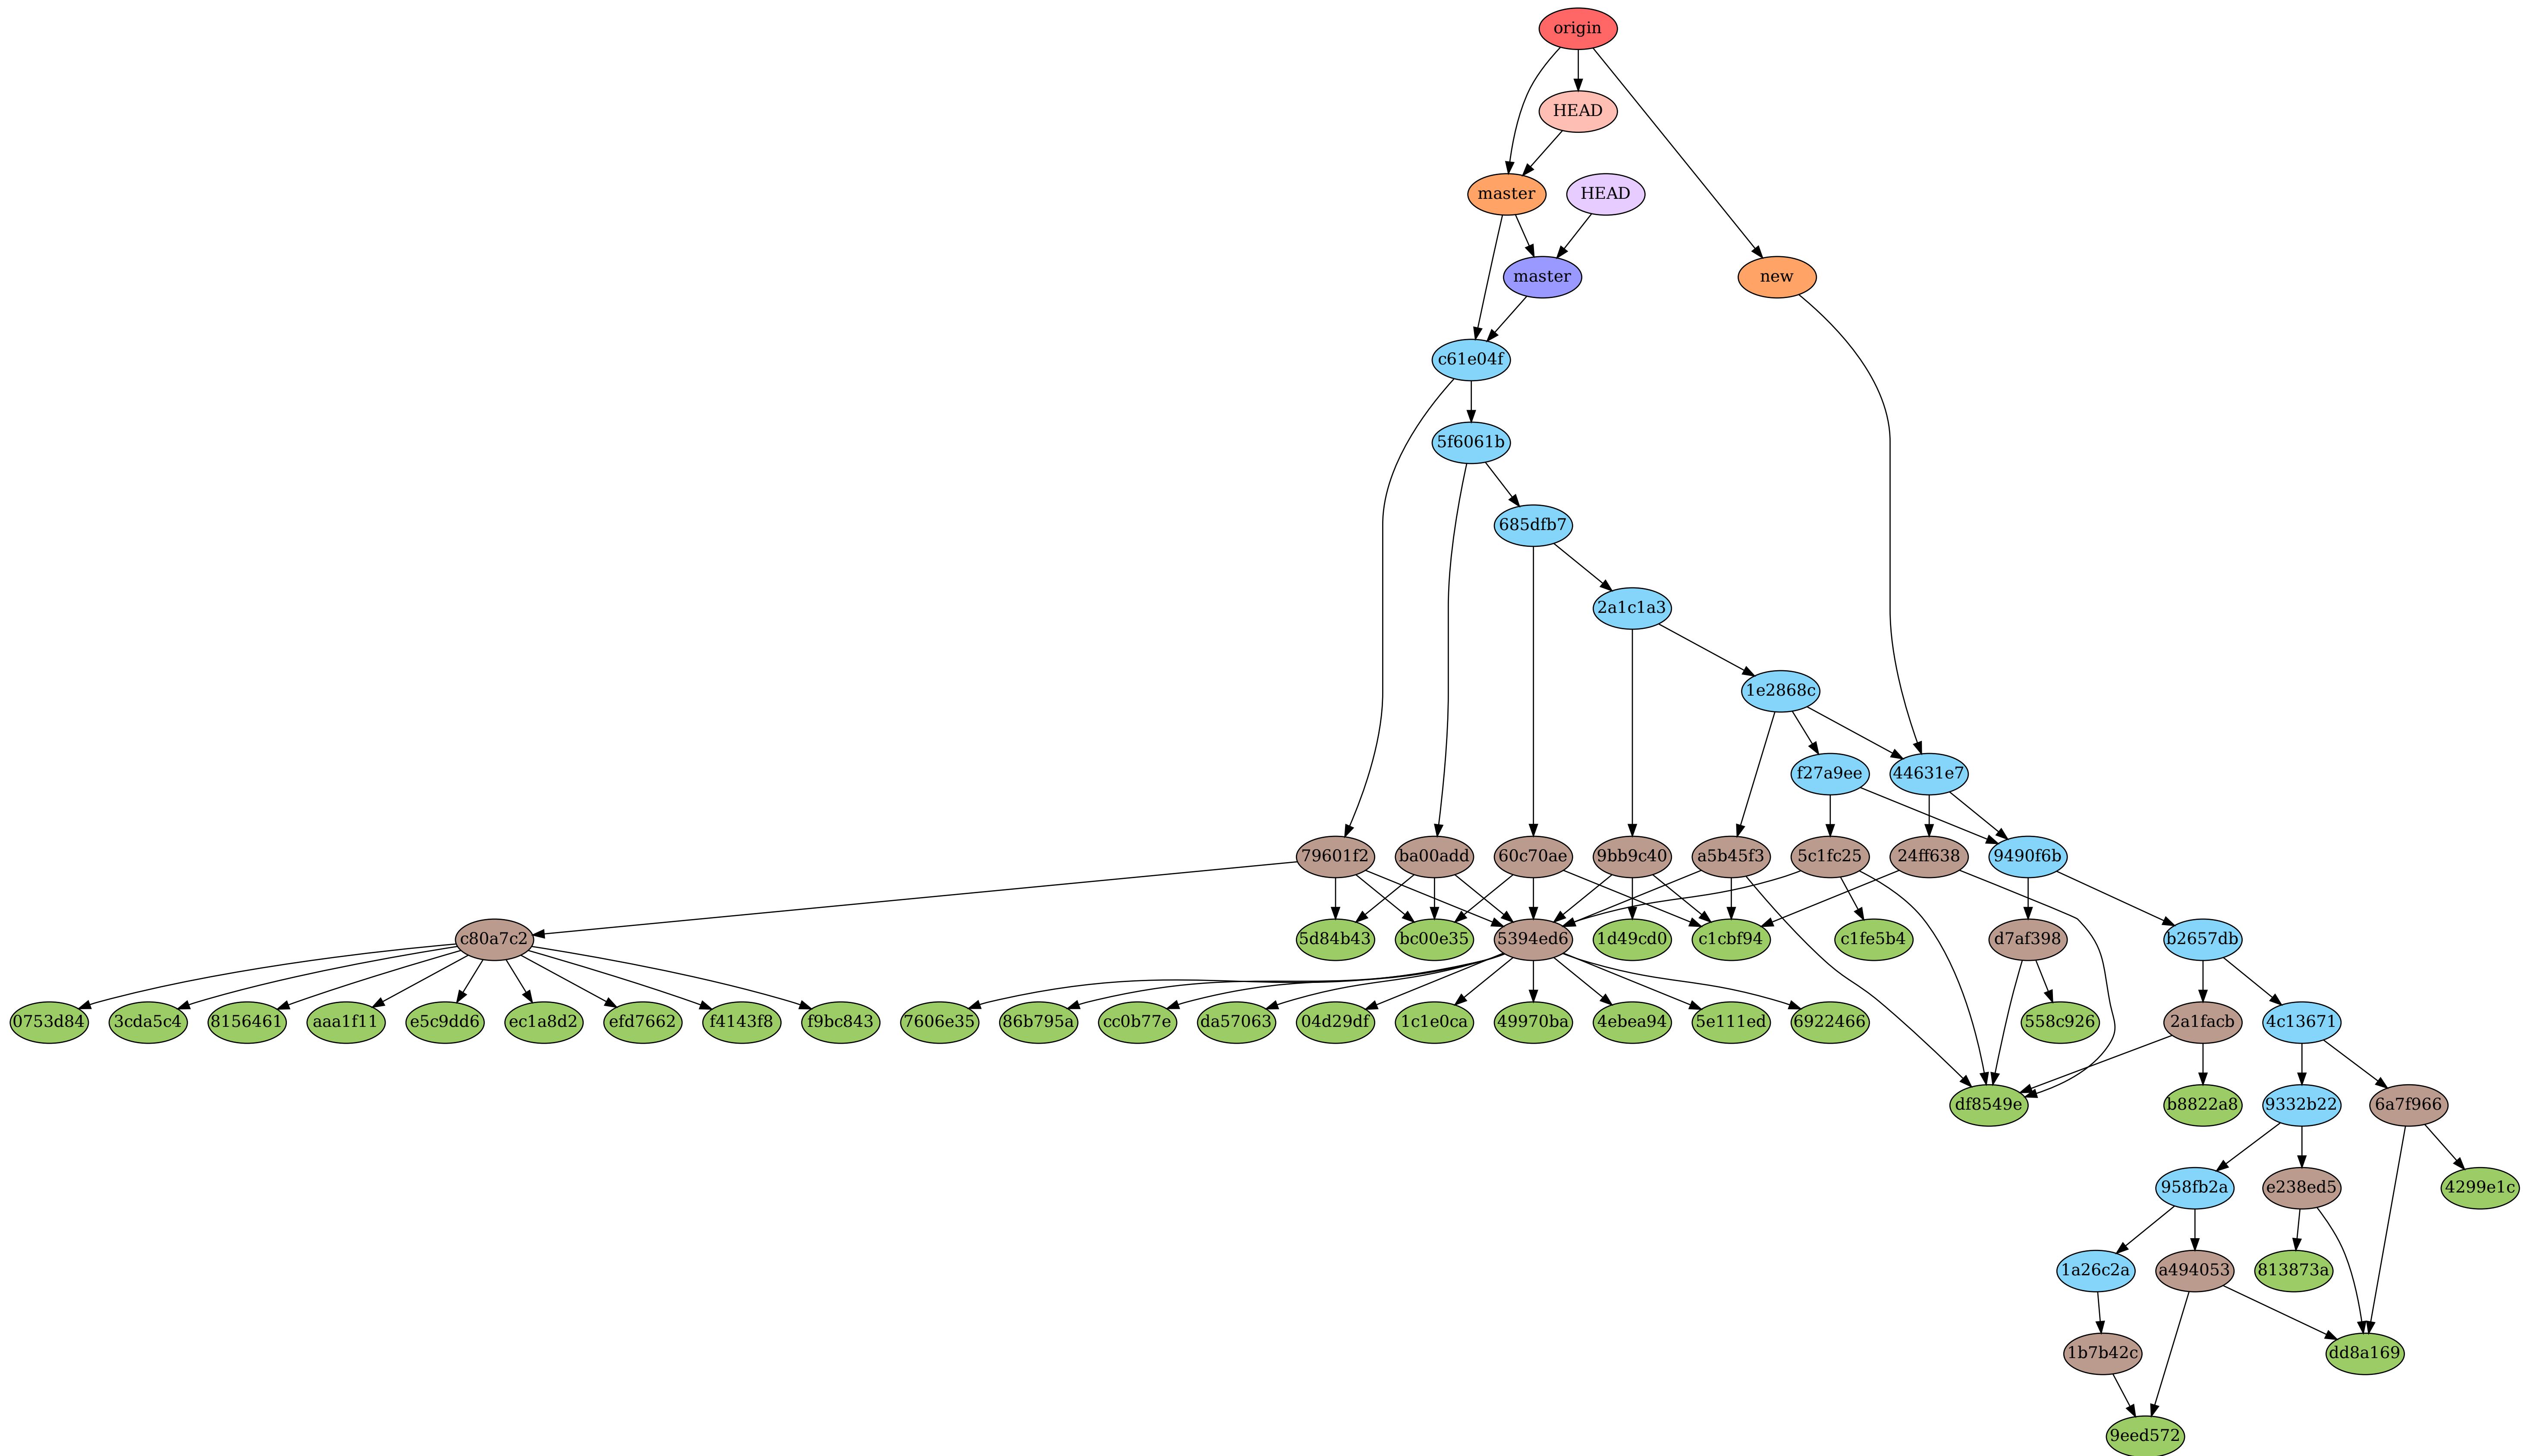 origin
HEAD
master
HEAD
master
new
c61e04f
5f6061b
685dfb7
2a1c1a3
1e2868c
f27a9ee
44631e7
79601f2
ba00add
60c70ae
9bb9c40
a5b45f3
5c1fc25
24ff638
9490f6b
c80a7c2
5d84b43
bc00e35
5394ed6
1d49cd0
c1cbf94
c1fe5b4
d7af398
b2657db
0753d84
3cda5c4
8156461
aaa1f11
e5c9dd6
ec1a8d2
efd7662
f4143f8
f9bc843
7606e35
86b795a
cc0b77e
da57063
04d29df
1c1e0ca
49970ba
4ebea94
5e111ed
6922466
558c926
2a1facb
4c13671
df8549e
b8822a8
9332b22
6a7f966
958fb2a
e238ed5
4299e1c
1a26c2a
a494053
813873a
1b7b42c
dd8a169
9eed572